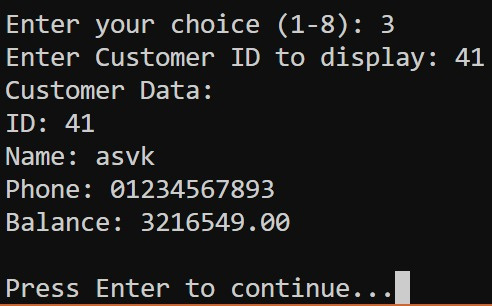 Enter your choice (1-8): 3
Enter Customer ID to display: 41
Customer Data:
ID: 41
Name: asvk
Phone: 01234567893
Balance: 3216549.00
Press Enter to continue...